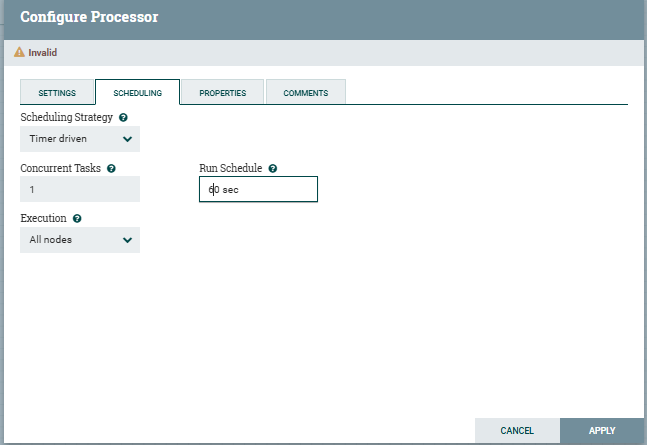 Configure Processor
Invalid
SETTINGS SCHEDULING PROPERTIES COMMENTS
Scheduling Strategy
Timer driven
Concurrent Tasks Run Schedule
1 60 sec
Execution
All nodes
CANCEL APPLY